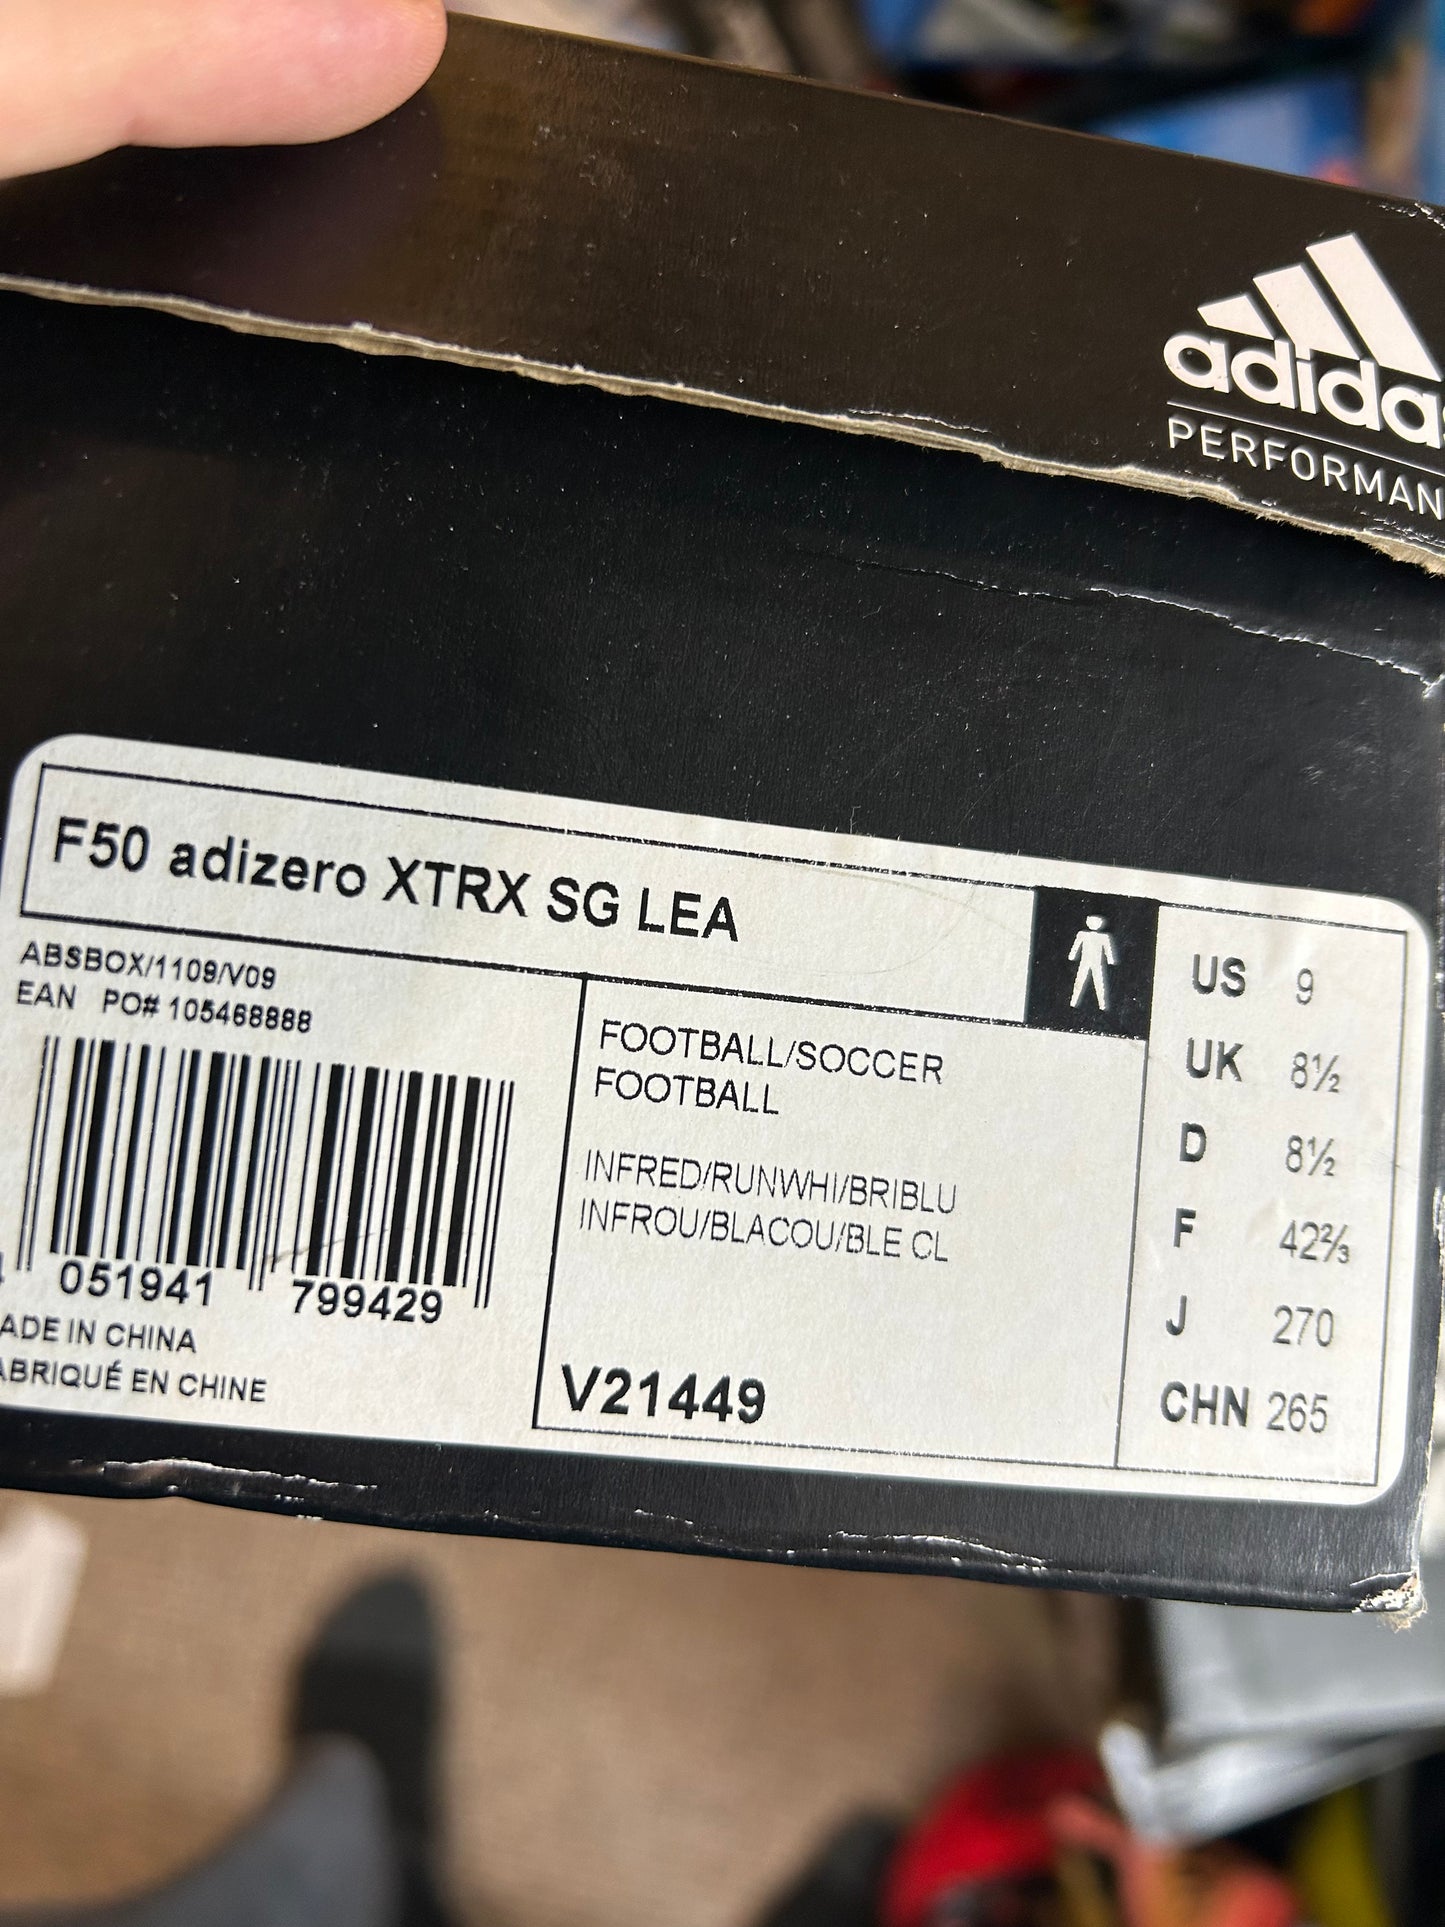 adidas
PERFORMAN
F50 adizero XTRX SG LEA
ABSBOX/1109/V09
EAN PO# 105468888
051941 799429
ADE IN CHINA
ABRIQUÉ EN CHINE
FOOTBALL/SOCCER
FOOTBALL
INFRED/RUNWHI/BRIBLU
INFROU/BLACOU/BLE CL
V21449
US 9
UK 8½
D 8½
F 42⅔
J 270
CHN 265